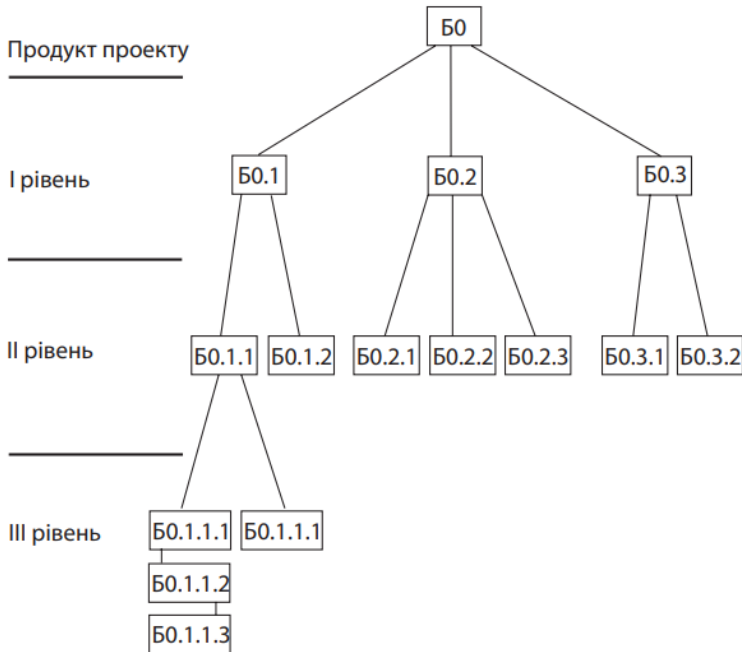 Б0
Продукт проекту
І рівень
Б0.1
Б0.2
Б0.3
ІІ рівень
Б0.1.1
Б0.1.2
Б0.2.1
Б0.2.2
Б0.2.3
Б0.3.1
Б0.3.2
ІІІ рівень
Б0.1.1.1
Б0.1.1.1
Б0.1.1.2
Б0.1.1.3